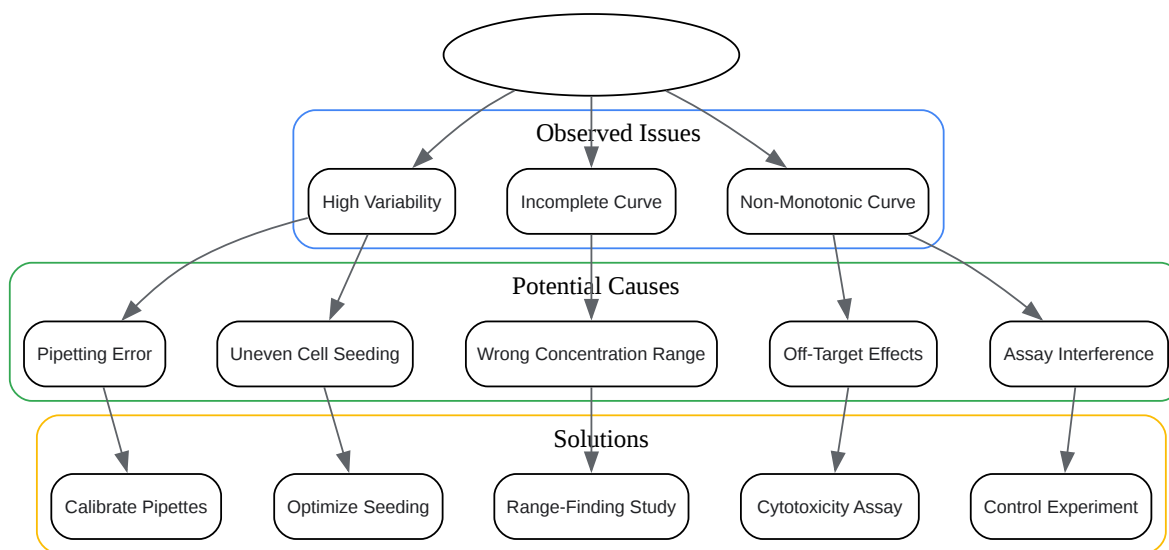 Observed Issues
High Variability
Incomplete Curve
Non-Monotonic Curve
Potential Causes
Pipetting Error
Uneven Cell Seeding
Wrong Concentration Range
Off-Target Effects
Assay Interference
Solutions
Calibrate Pipettes
Optimize Seeding
Range-Finding Study
Cytotoxicity Assay
Control Experiment